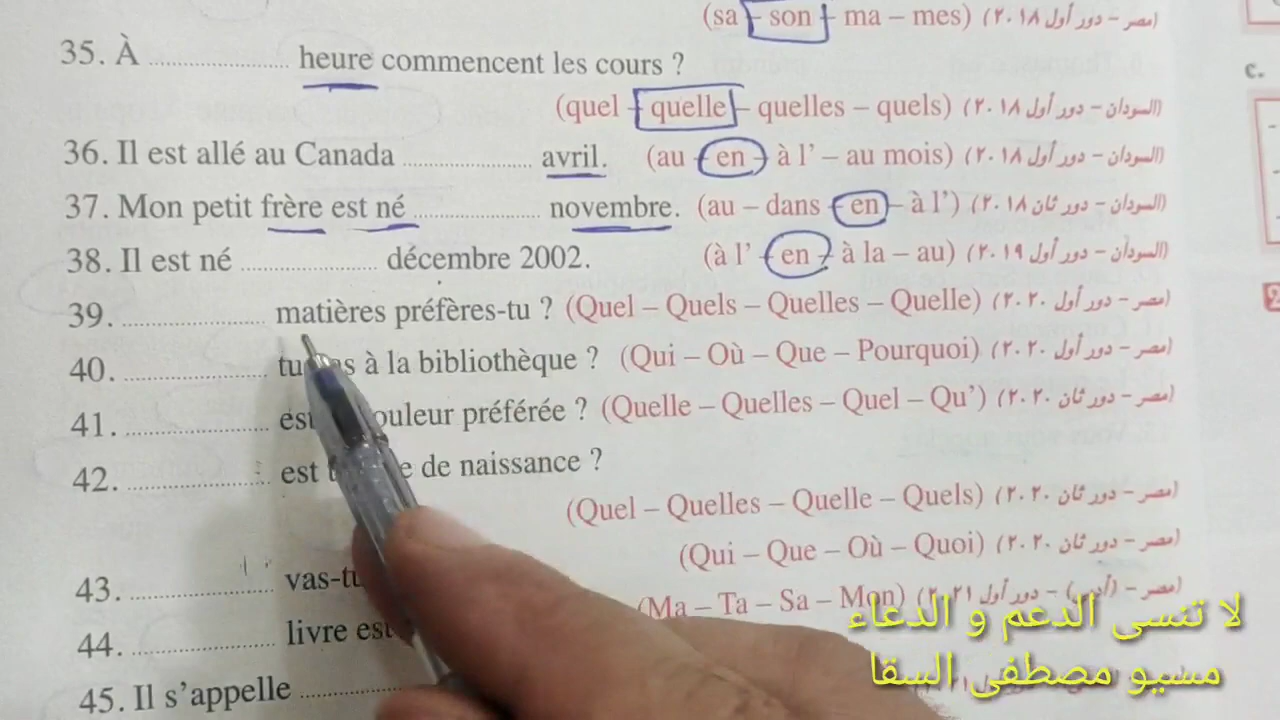 (sa – son – ma – mes) (مصر – دور أول ٢٠١٨)
35. À .................... heure commencent les cours ?
c.
(quel – quelle – quelles – quels) (السودان – دور أول ٢٠١٨)
36. Il est allé au Canada .................... avril. (au – en – à l’ – au mois) (السودان – دور أول ٢٠١٨)
37. Mon petit frère est né .................... novembre. (au – dans – en – à l’) (السودان – دور ثان ٢٠١٨)
38. Il est né .................... décembre 2002. (à l’ – en – à la – au) (السودان – دور أول ٢٠١٩)
39. .................... matières préfères-tu ? (Quel – Quels – Quelles – Quelle) (مصر – دور أول ٢٠٢٠)
40. .................... tu à la bibliothèque ? (Qui – Où – Que – Pourquoi) (مصر – دور أول ٢٠٢٠)
41. .................... préférée ? (Quelle – Quelles – Quel – Qu’) (مصر – دور ثان ٢٠٢٠)
42. .................... est de naissance ?
(Quel – Quelles – Quelle – Quels) (مصر – دور ثان ٢٠٢٠)
(Qui – Que – Où – Quoi) (مصر – دور ثان ٢٠٢٠)
43. .................... vas-tu
(Ma – Ta – Sa – Mon) (مصر – (أدبي) – دور أول ٢٠٢١)
44. .................... livre est
45. Il s’appelle ....................
لا تنسى الدعم و الدعاء
مسيو مصطفى السقا